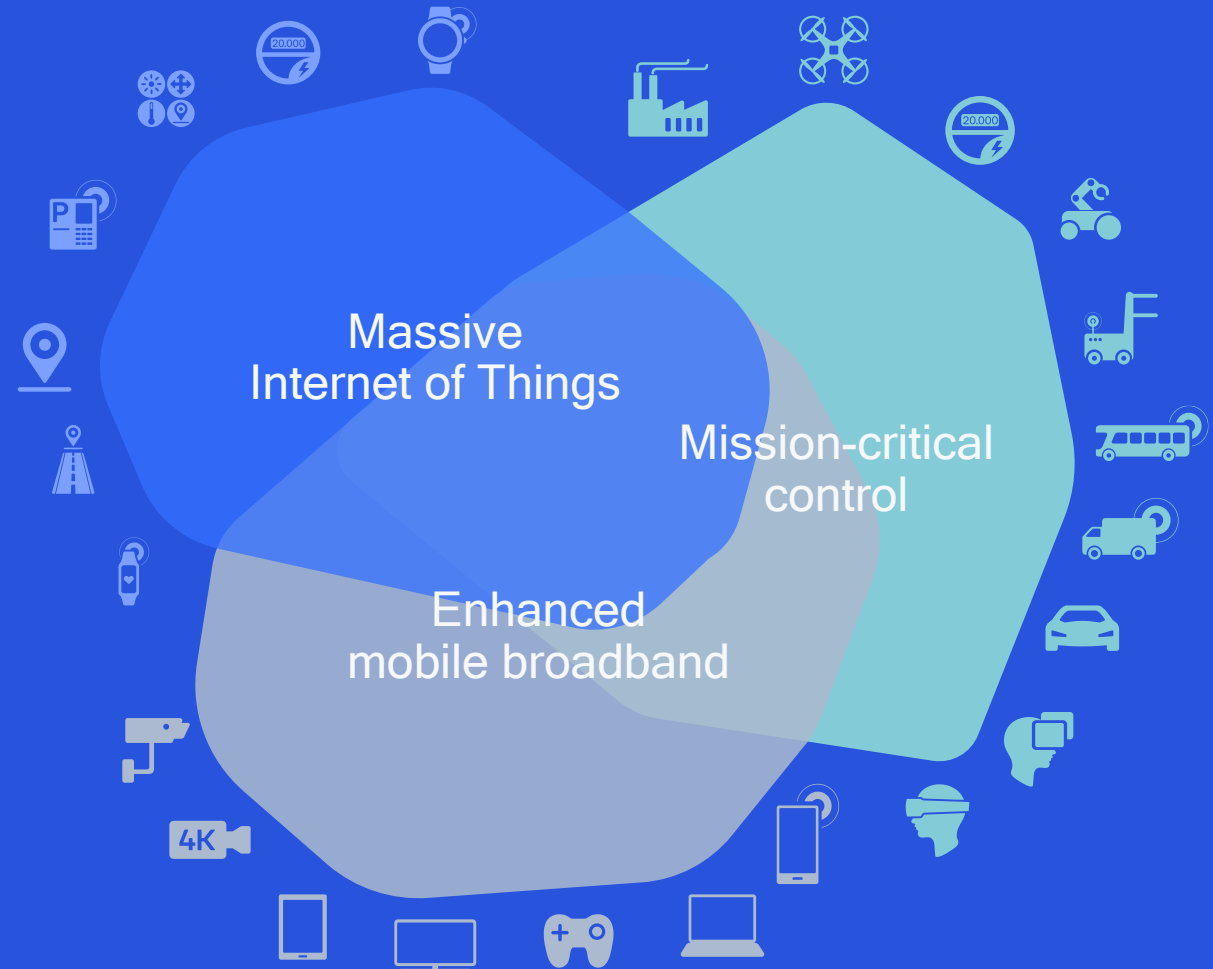 20.000
20.000
P
Massive
Internet of Things
Mission-critical
control
Enhanced
mobile broadband
4K